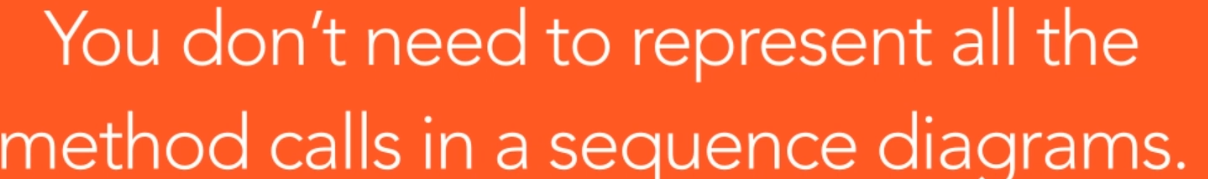 You don’t need to represent all the
method calls in a sequence diagrams.